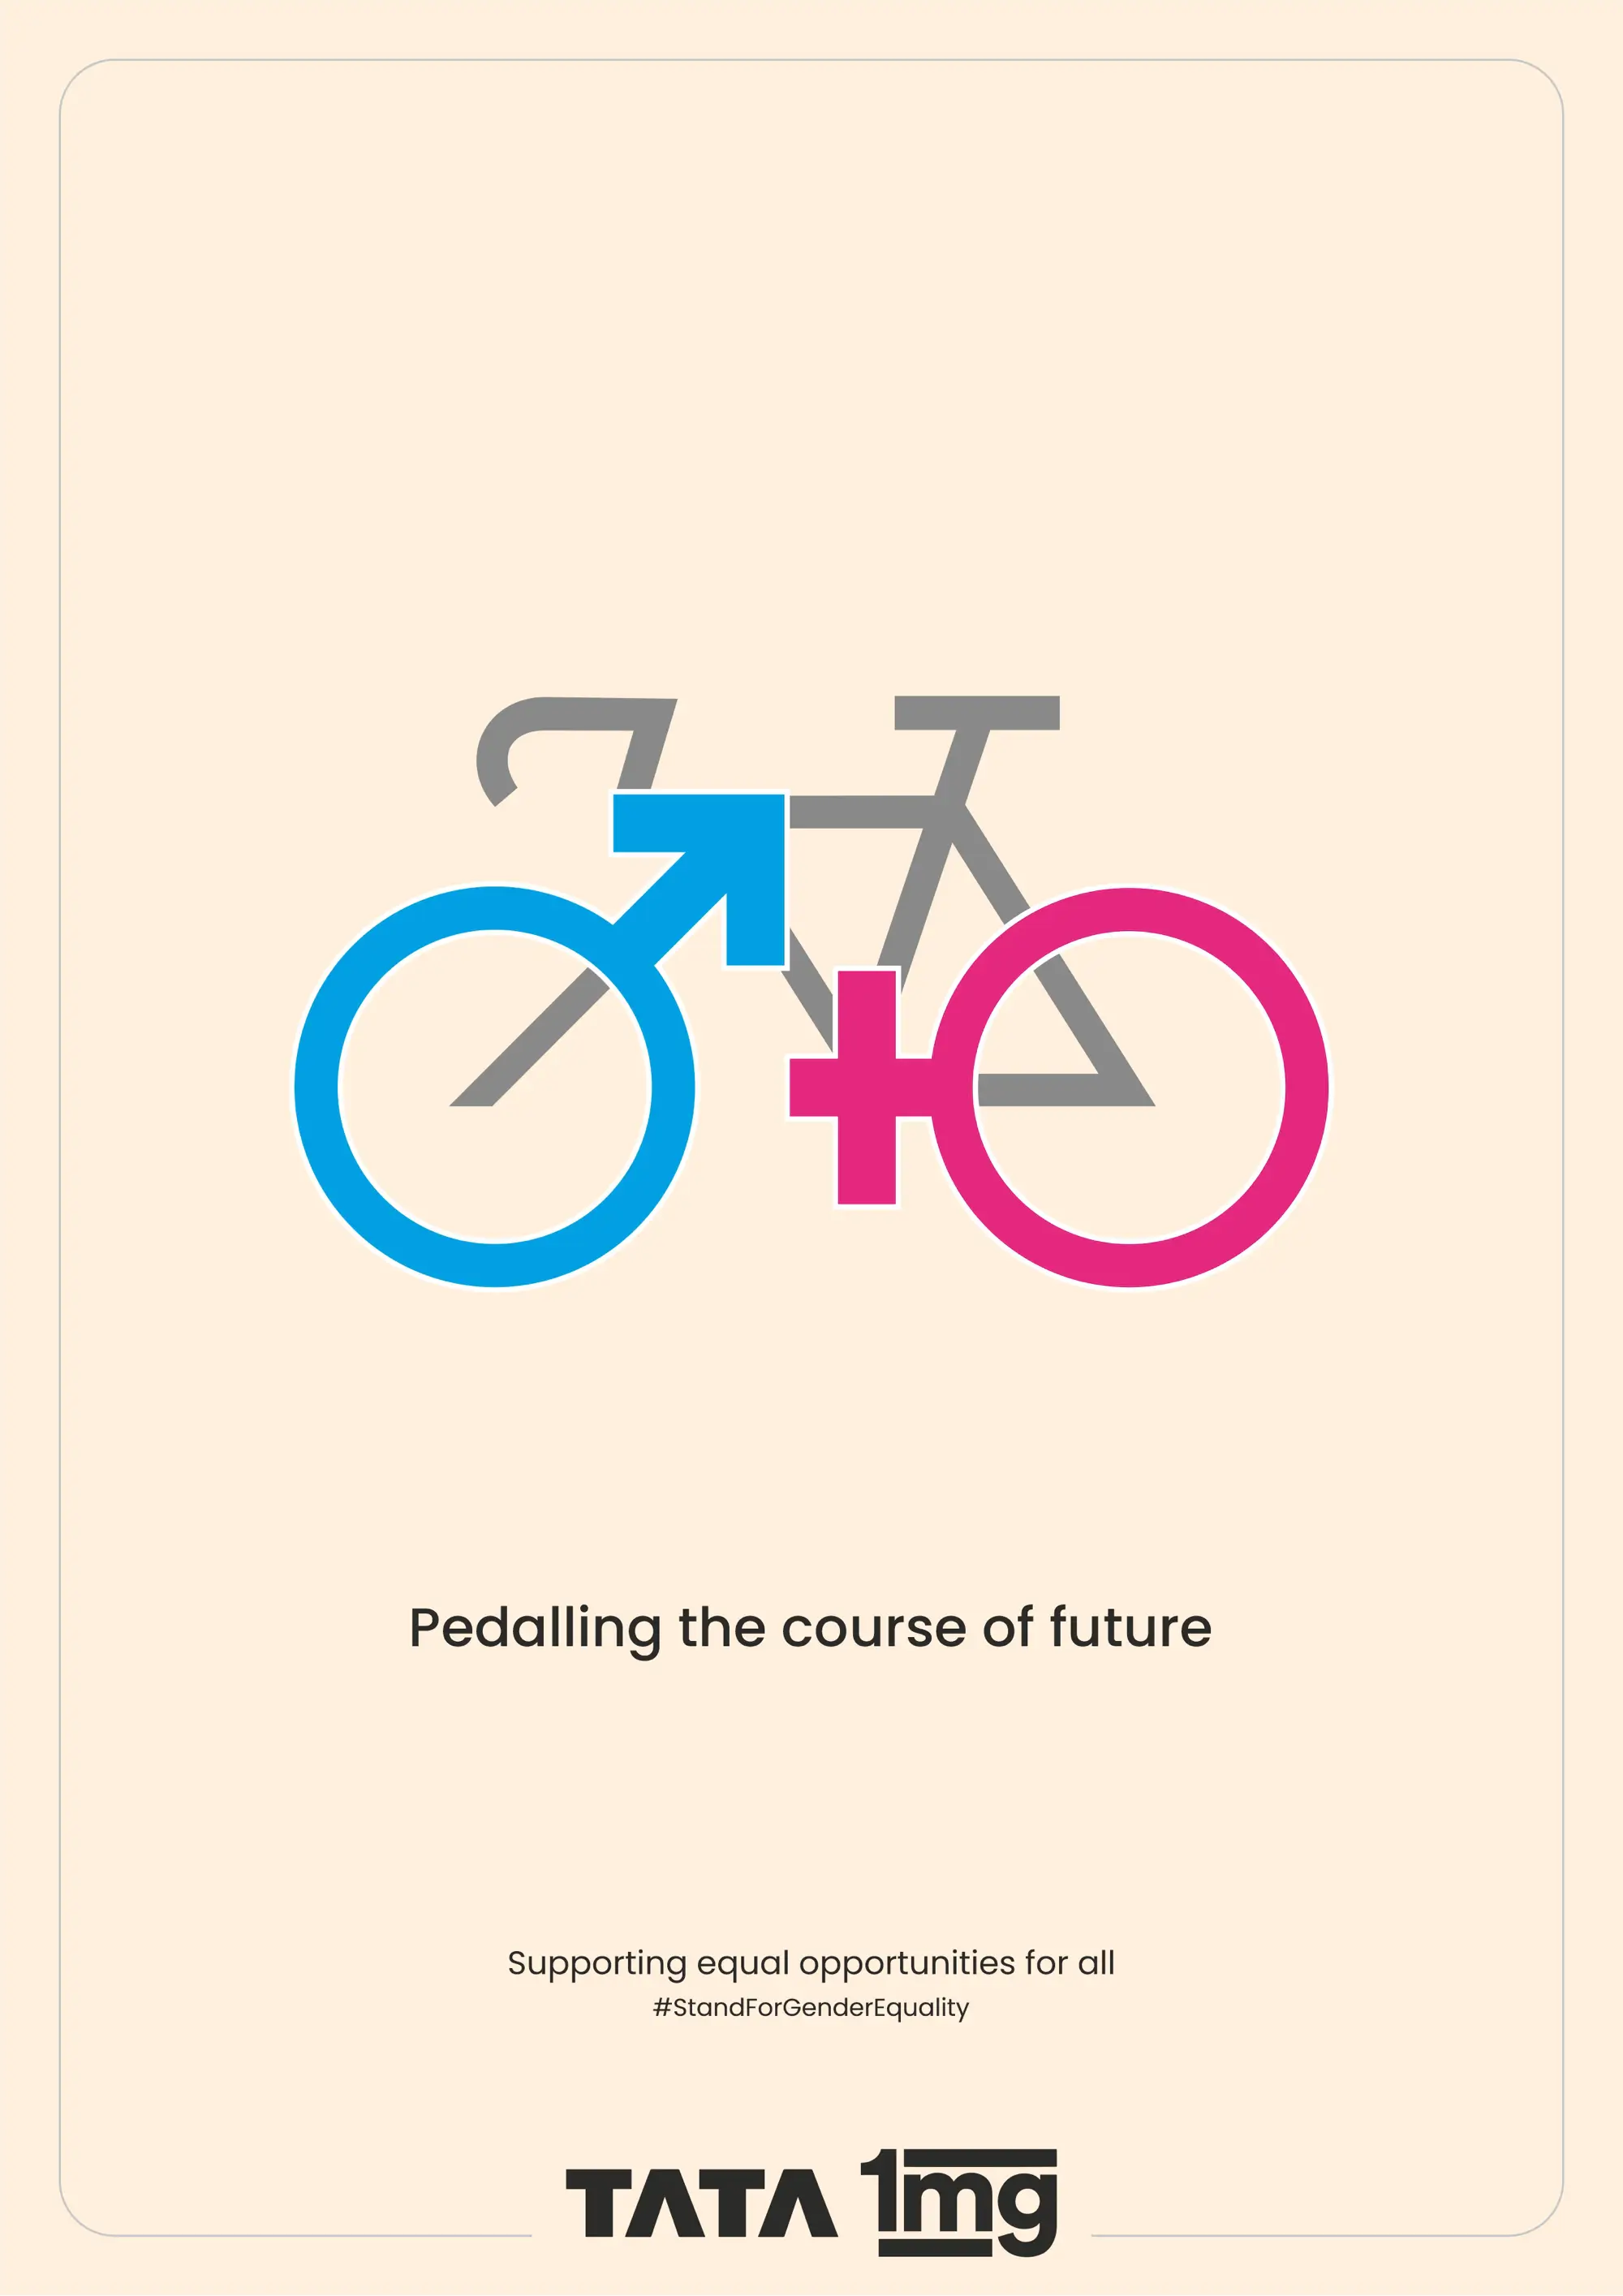 Pedalling the course of future
Supporting equal opportunities for all
#StandForGenderEquality
TATA 1mg